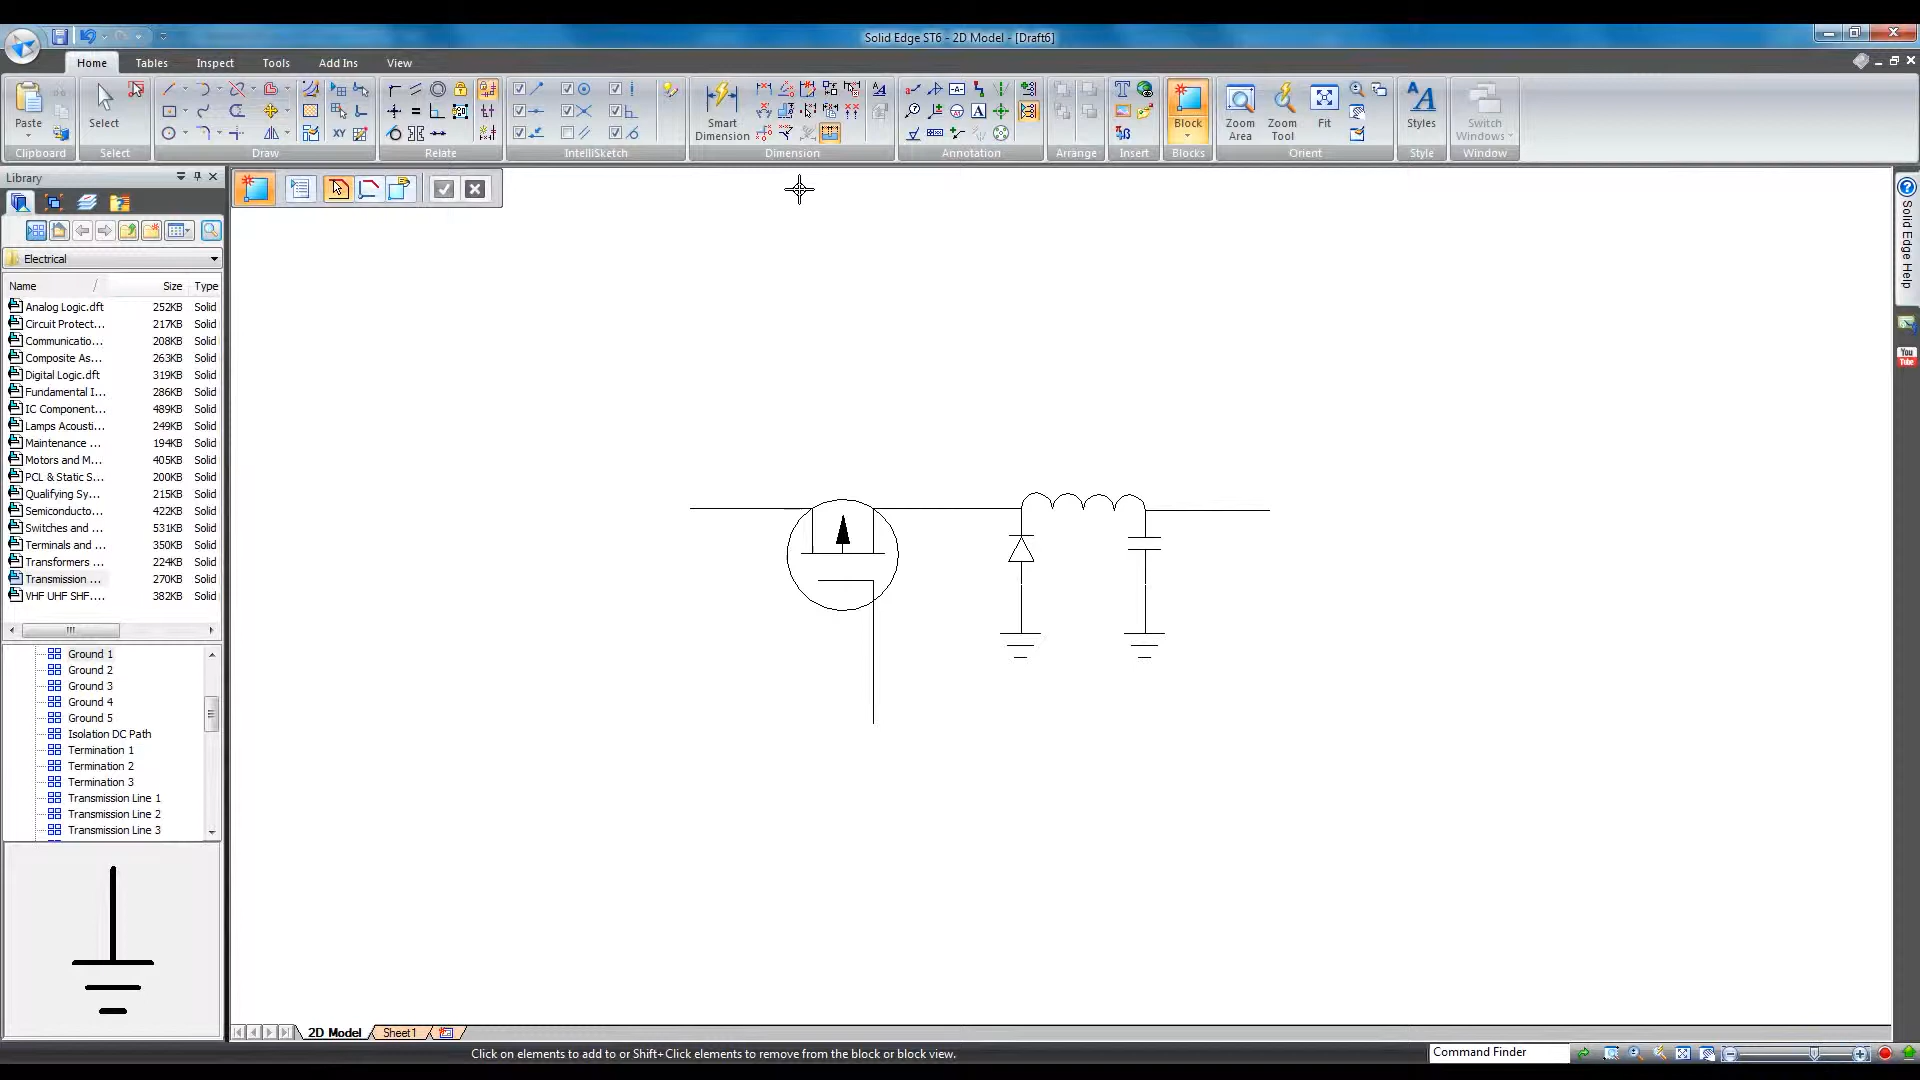 Solid Edge ST6 - 2D Model - [Draft6]
Home Tables Inspect Tools Add Ins View
Paste
Select
Smart Dimension
Block
Zoom Area
Zoom Tool
Fit
Styles
Switch Windows
Clipboard Select Draw Relate IntelliSketch Dimension Annotation Arrange Insert Blocks Orient Style Window
Library
Electrical
Name Size Type
Analog Logic.dft 252KB Solid
Circuit Protect... 217KB Solid
Communicatio... 208KB Solid
Composite As... 263KB Solid
Digital Logic.dft 319KB Solid
Fundamental I... 286KB Solid
IC Component... 489KB Solid
Lamps Acousti... 249KB Solid
Maintenance ... 194KB Solid
Motors and M... 405KB Solid
PCL & Static S... 200KB Solid
Qualifying Sy... 215KB Solid
Semiconducto... 422KB Solid
Switches and ... 531KB Solid
Terminals and ... 350KB Solid
Transformers ... 224KB Solid
Transmission ... 270KB Solid
VHF UHF SHF.... 382KB Solid
Ground 1
Ground 2
Ground 3
Ground 4
Ground 5
Isolation DC Path
Termination 1
Termination 2
Termination 3
Transmission Line 1
Transmission Line 2
Transmission Line 3
Solid Edge Help
You Tube
2D Model Sheet1
Click on elements to add to or Shift+Click elements to remove from the block or block view.
Command Finder